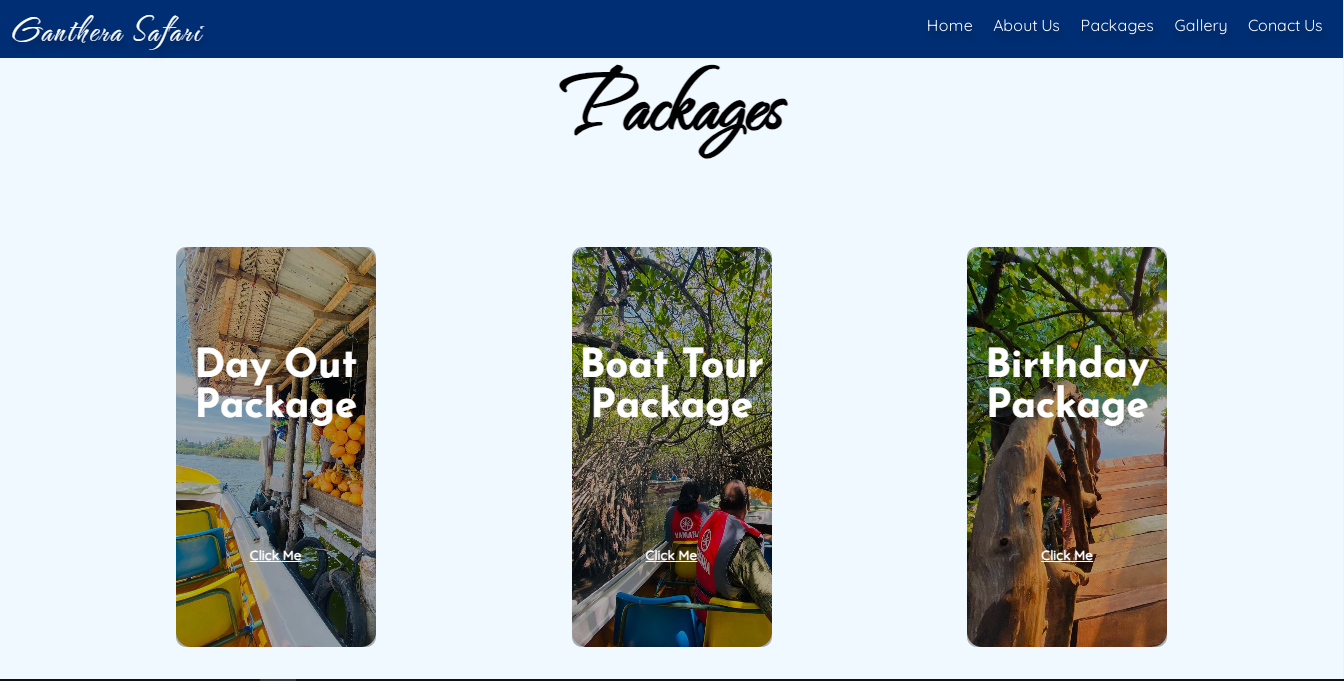 Ganthera Safari
Home About Us Packages Gallery Conact Us
Packages
Day Out
Package
Boat Tour
Package
Birthday
Package
YAMAHA
Click Me
Click Me
Click Me